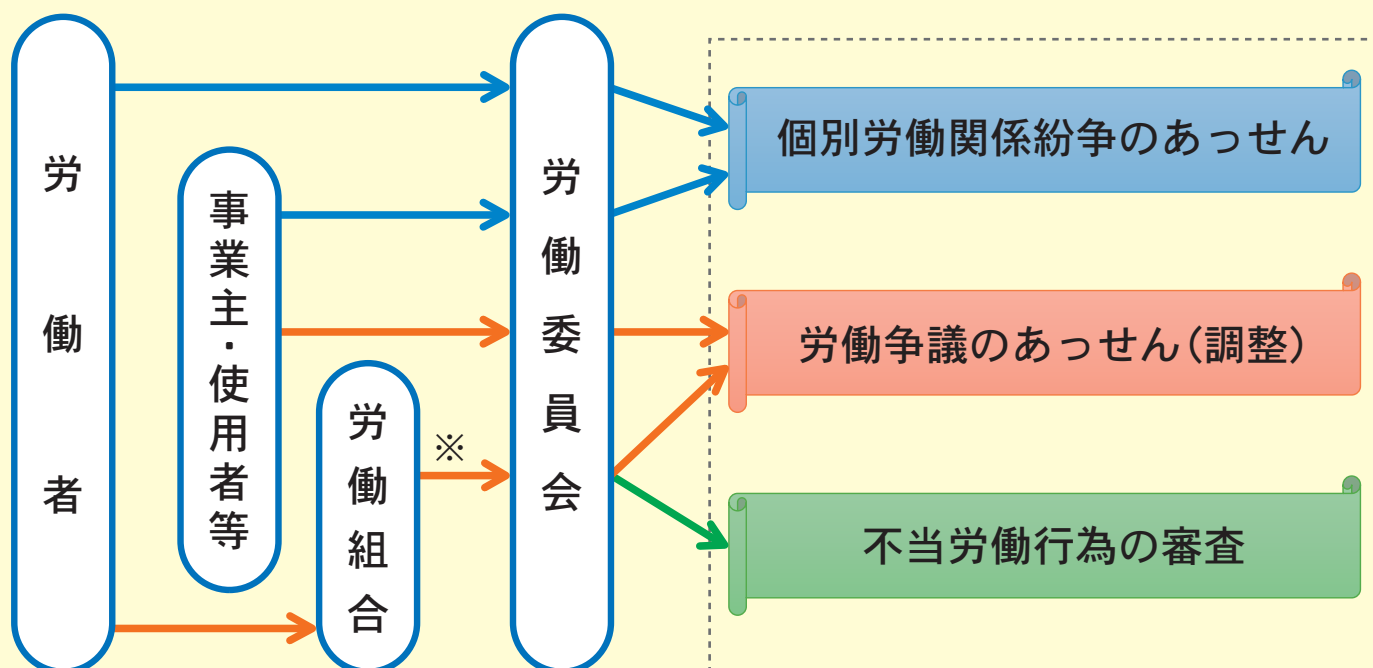 労働者
事業主・使用者等
労働組合
※
労働委員会
個別労働関係紛争のあっせん
労働争議のあっせん（調整）
不当労働行為の審査